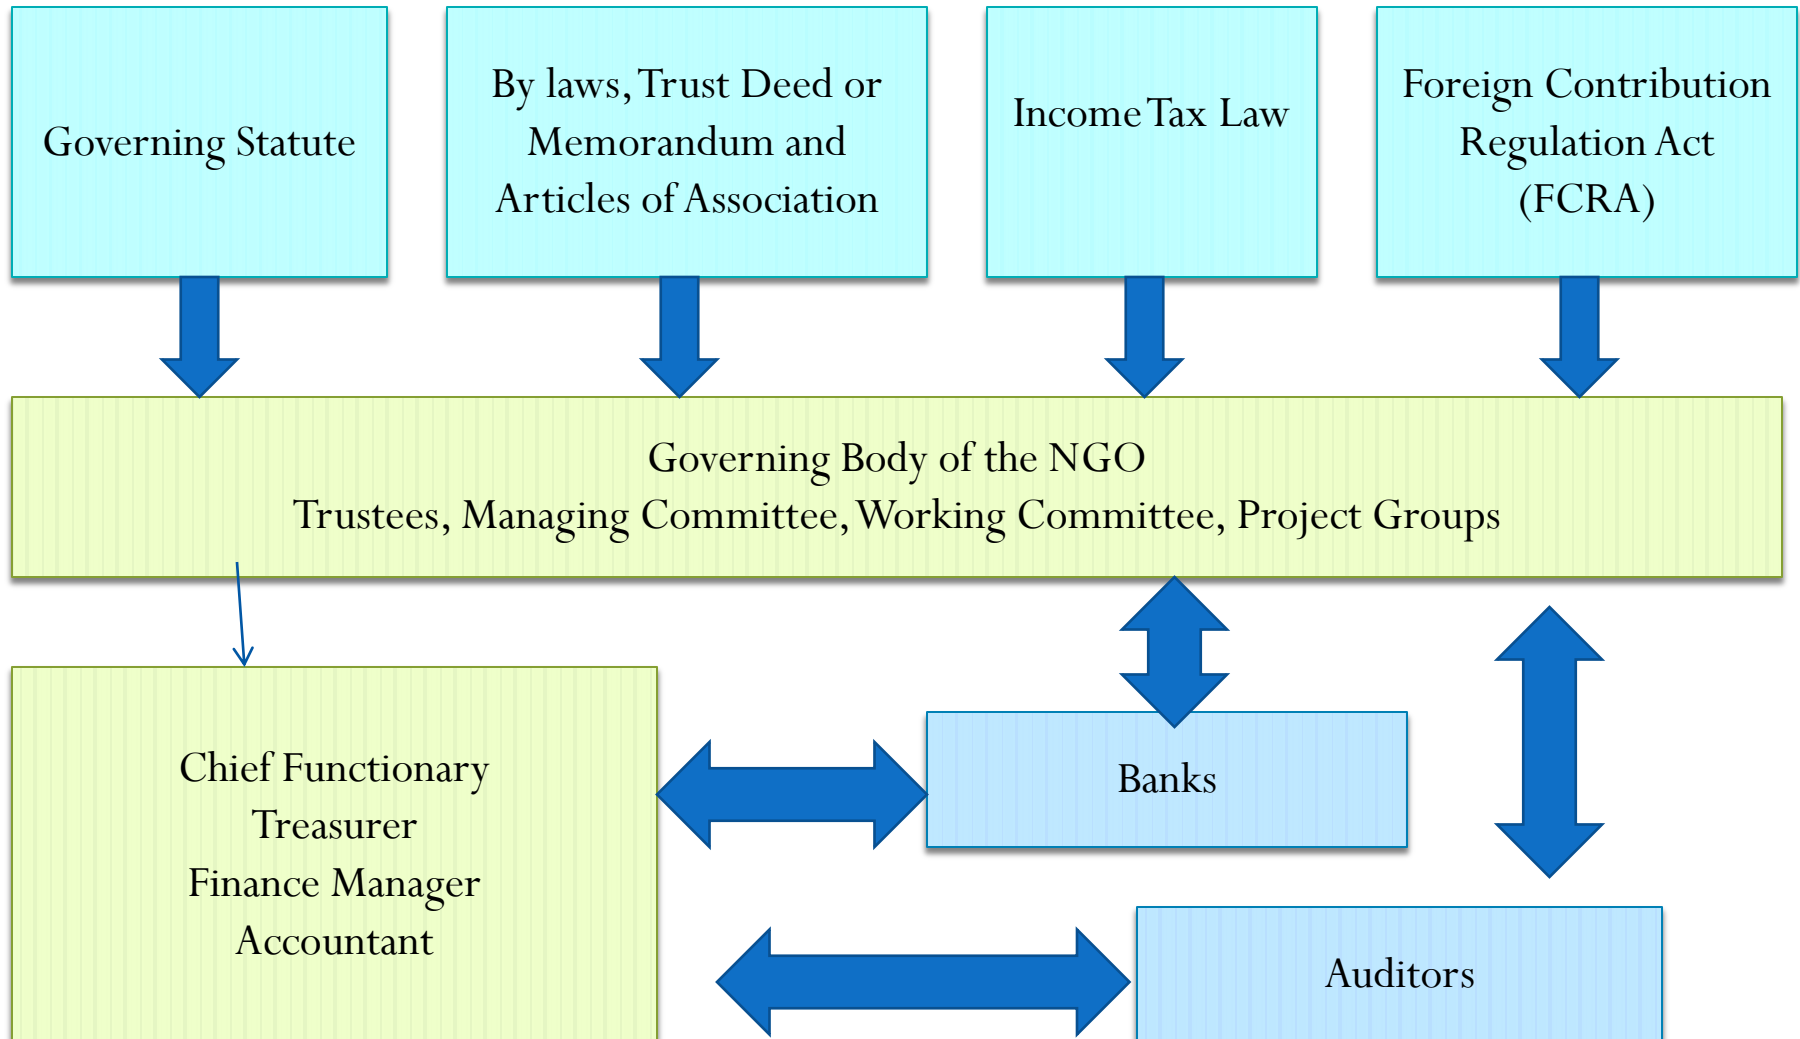 Governing Statute
By laws, Trust Deed or
Memorandum and
Articles of Association
Income Tax Law
Foreign Contribution
Regulation Act
(FCRA)
Governing Body of the NGO
Trustees, Managing Committee, Working Committee, Project Groups
Chief Functionary
Treasurer
Finance Manager
Accountant
Banks
Auditors